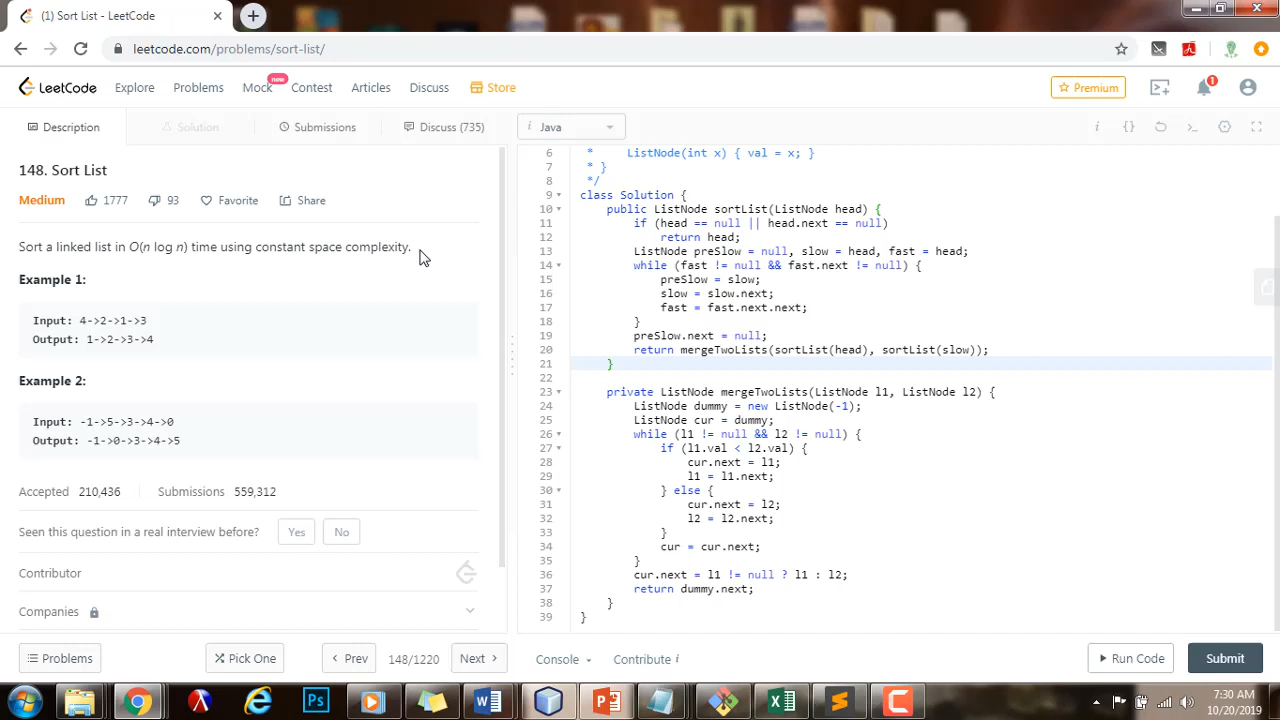 (1) Sort List - LeetCode
leetcode.com/problems/sort-list/
LeetCode
Explore
Problems
Mock
new
Contest
Articles
Discuss
Store
Premium
1
Description
Solution
Submissions
Discuss (735)
i
Java
i
{}
148. Sort List
Medium
1777
93
Favorite
Share
Sort a linked list in O(n log n) time using constant space complexity.
Example 1:
Input: 4->2->1->3
Output: 1->2->3->4
Example 2:
Input: -1->5->3->4->0
Output: -1->0->3->4->5
Accepted 210,436
Submissions 559,312
Seen this question in a real interview before?
Yes
No
Contributor
Companies
6 * ListNode(int x) { val = x; }
7 * }
8 */
9 class Solution {
10 public ListNode sortList(ListNode head) {
11 if (head == null || head.next == null)
12 return head;
13 ListNode preSlow = null, slow = head, fast = head;
14 while (fast != null && fast.next != null) {
15 preSlow = slow;
16 slow = slow.next;
17 fast = fast.next.next;
18 }
19 preSlow.next = null;
20 return mergeTwoLists(sortList(head), sortList(slow));
21 }
22
23 private ListNode mergeTwoLists(ListNode l1, ListNode l2) {
24 ListNode dummy = new ListNode(-1);
25 ListNode cur = dummy;
26 while (l1 != null && l2 != null) {
27 if (l1.val < l2.val) {
28 cur.next = l1;
29 l1 = l1.next;
30 } else {
31 cur.next = l2;
32 l2 = l2.next;
33 }
34 cur = cur.next;
35 }
36 cur.next = l1 != null ? l1 : l2;
37 return dummy.next;
38 }
39 }
Problems
Pick One
Prev
148/1220
Next
Console
Contribute i
Run Code
Submit
Ps
7:30 AM
10/20/2019